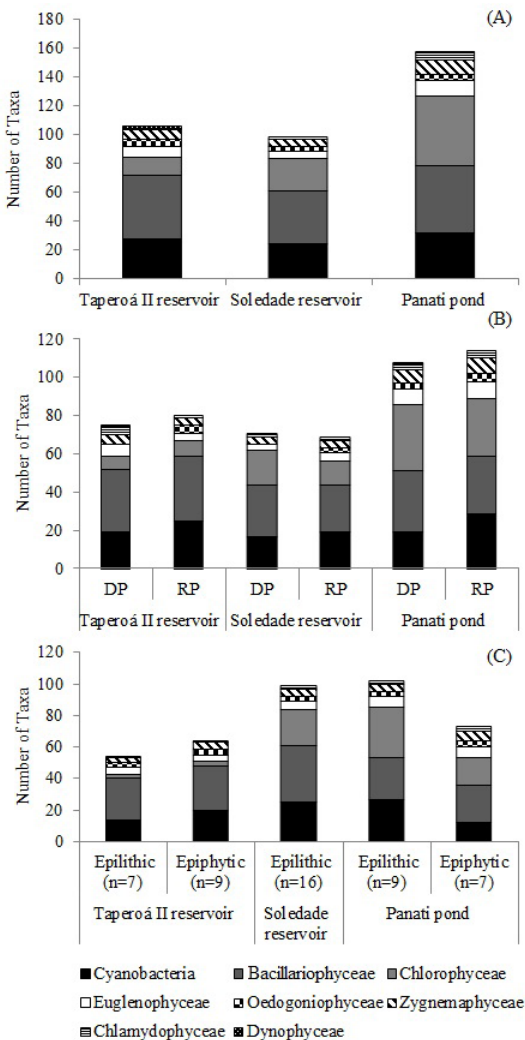 (A)
180
160
140
120
100
80
60
40
20
0
Number of Taxa
Taperoá II reservoir Soledade reservoir Panati pond
(B)
120
100
80
60
40
20
0
Number of Taxa
DP RP DP RP DP RP
Taperoá II reservoir Soledade reservoir Panati pond
(C)
120
100
80
60
40
20
0
Number of Taxa
Epilithic Epiphytic Epilithic Epilithic Epiphytic
(n=7) (n=9) (n=16) (n=9) (n=7)
Taperoá II reservoir Soledade Panati pond
reservoir
Cyanobacteria Bacillariophyceae Chlorophyceae
Euglenophyceae Oedogoniophyceae Zygnemaphyceae
Chlamydophyceae Dynophyceae